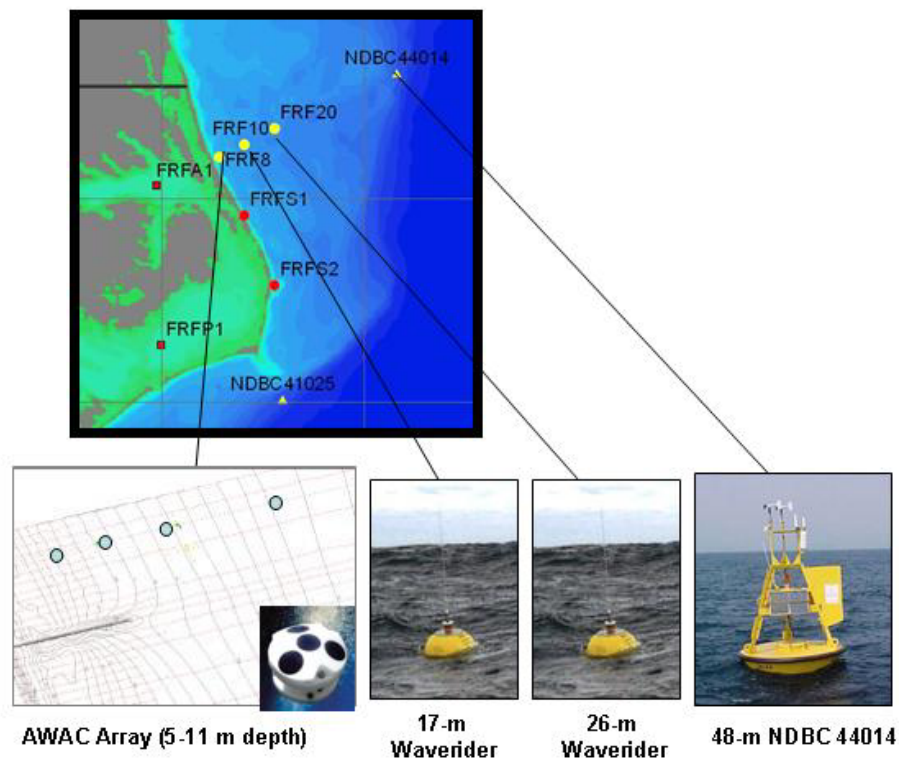 NDBC44014
FRF20
FRF10
FRF8
FRFA1
FRFS1
FRFS2
FRFP1
NDBC41025
AWAC Array (5-11 m depth)
17-m
Waverider
26-m
Waverider
48-m NDBC 44014